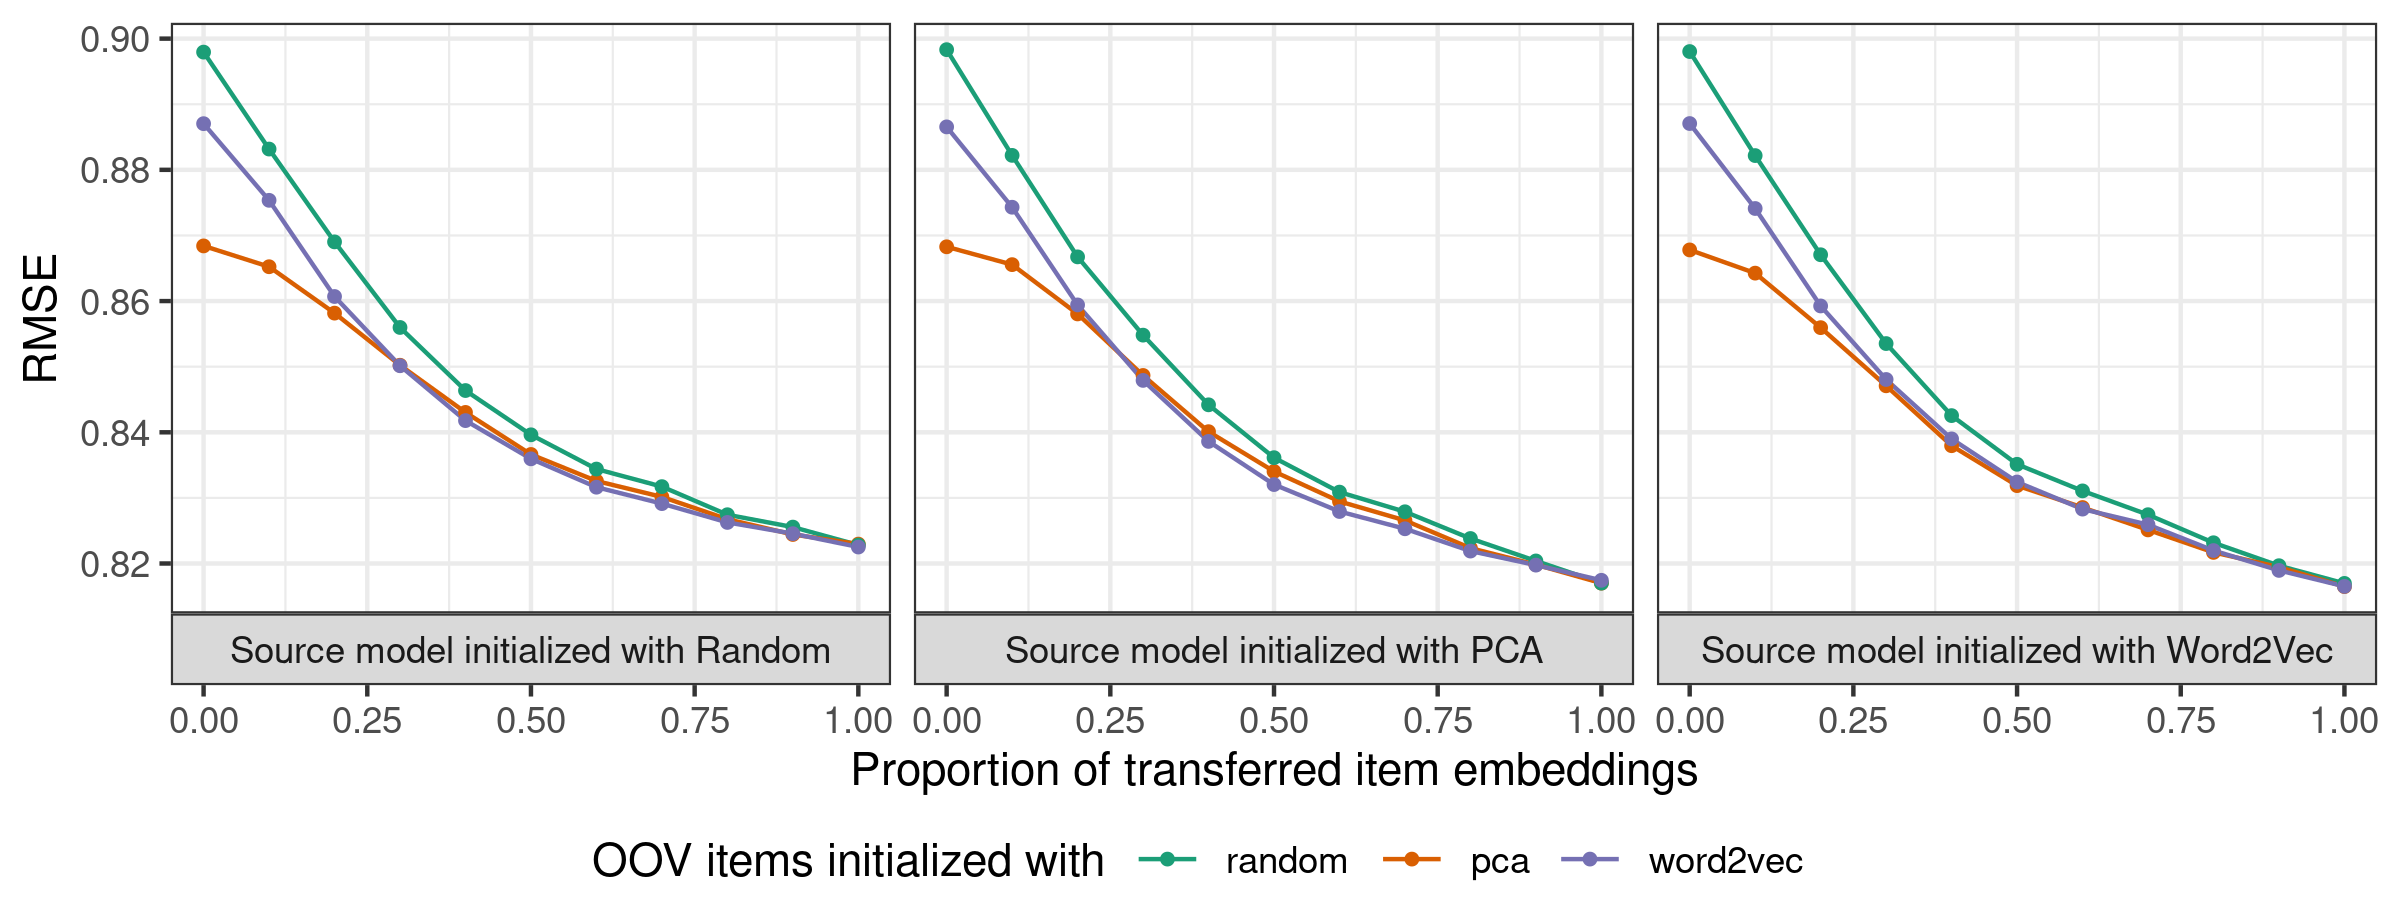 0.90
0.88
0.86
0.84
0.82
RMSE
Source model initialized with Random
Source model initialized with PCA
Source model initialized with Word2Vec
0.00 0.25 0.50 0.75 1.00
0.00 0.25 0.50 0.75 1.00
0.00 0.25 0.50 0.75 1.00
Proportion of transferred item embeddings
OOV items initialized with random pca word2vec